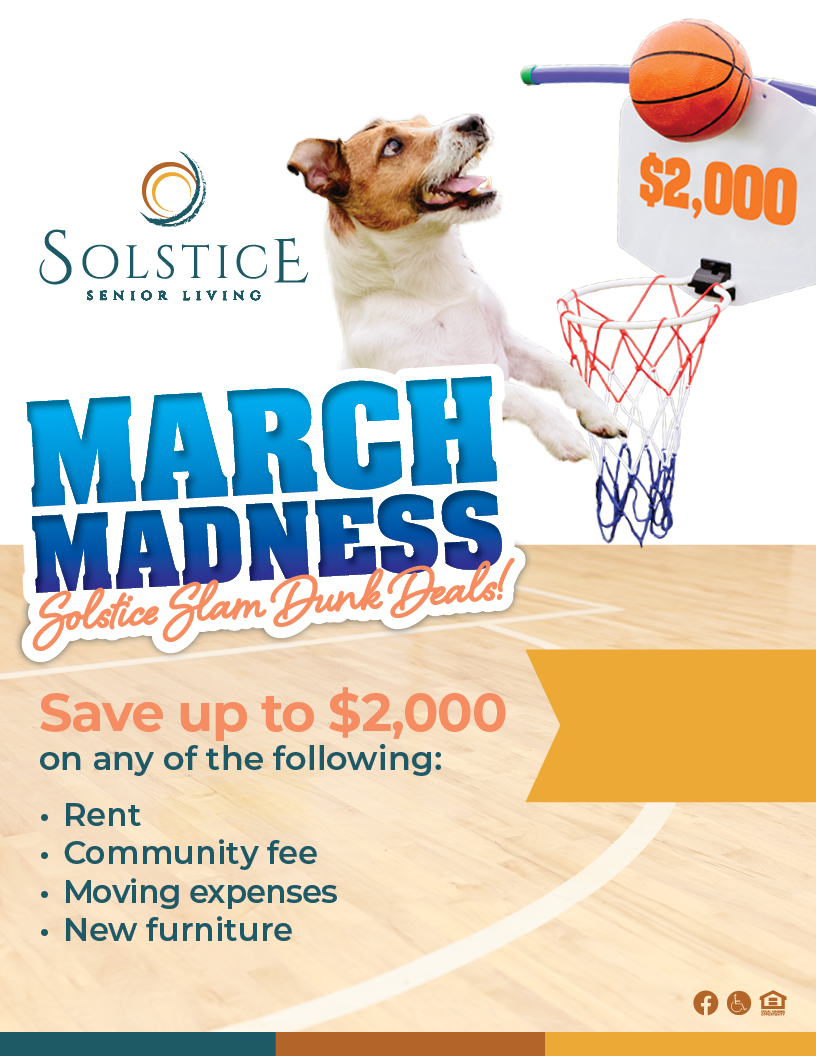 SOLSTICE
SENIOR LIVING
$2,000
MARCH
MADNESS
Solstice Slam Dunk Deals!
Save up to $2,000
on any of the following:
• Rent
• Community fee
• Moving expenses
• New furniture